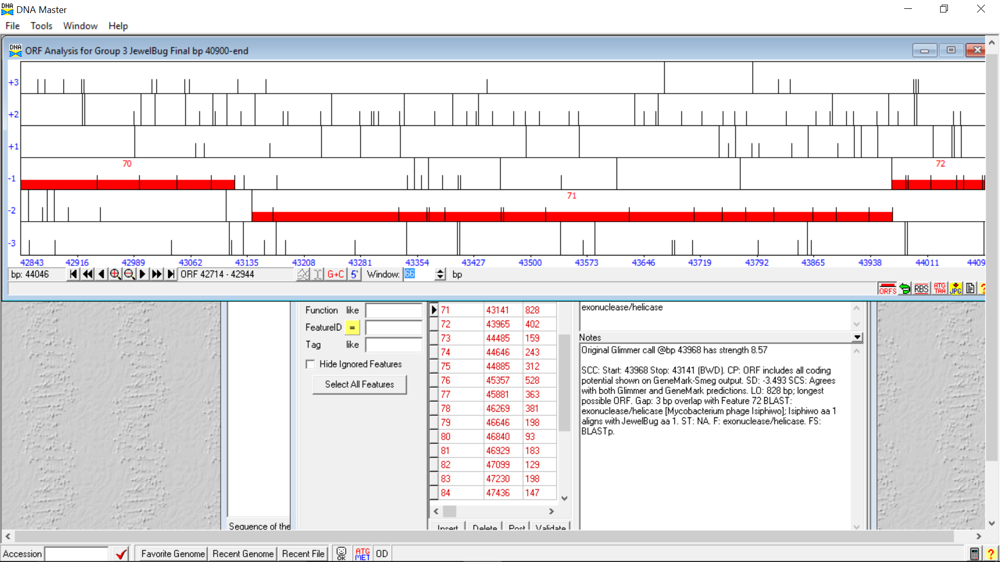 DNA Master
File Tools Window Help
ORF Analysis for Group 3 JewelBug Final bp 40900-end
+3
+2
+1
70 72
-1
71
-2
-3
42843 42916 42989 43062 43135 43208 43281 43354 43427 43500 43573 43646 43719 43792 43865 43938 44011 4409
bp: 44046 ORF 42714 - 42944 G+C 5' Window: 66 bp
ORFS RBS ATG TAA JPG ?
Function like
FeatureID =
Tag like
Hide Ignored Features
Select All Features
71 43141 828
72 43965 402
73 44485 159
74 44646 243
75 44885 312
76 45357 528
77 45881 363
78 46269 381
79 46646 198
80 46840 93
81 46929 183
82 47099 129
83 47230 198
84 47436 147
Insert Delete Post Validate
exonuclease/helicase
Notes
Original Glimmer call @bp 43968 has strength 8.57
SCC: Start: 43968 Stop: 43141 (BWD). CP: ORF includes all coding
potential shown on GeneMark-Smeg output. SD: -3.493 SCS: Agrees
with both Glimmer and GeneMark predictions. LO: 828 bp; longest
possible ORF. Gap: 3 bp overlap with Feature 72 BLAST:
exonuclease/helicase [Mycobacterium phage Isiphiwo]; Isiphiwo aa 1
aligns with JewelBug aa 1. ST: NA. F: exonuclease/helicase. FS:
BLASTp.
Sequence of the
Accession Favorite Genome Recent Genome Recent File OK ATG MET OD ?